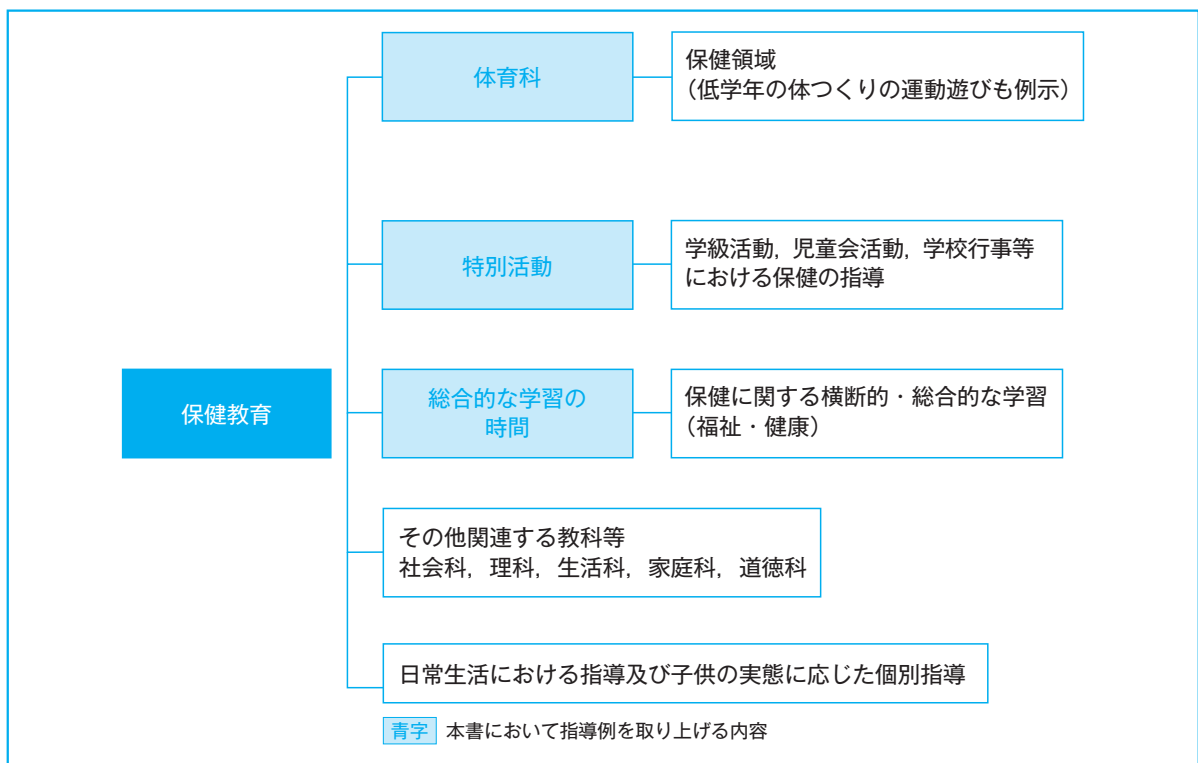 体育科
保健領域
（低学年の体つくりの運動遊びも例示）
特別活動
学級活動，児童会活動，学校行事等
における保健の指導
保健教育
総合的な学習の
時間
保健に関する横断的・総合的な学習
（福祉・健康）
その他関連する教科等
社会科，理科，生活科，家庭科，道徳科
日常生活における指導及び子供の実態に応じた個別指導
青字 本書において指導例を取り上げる内容